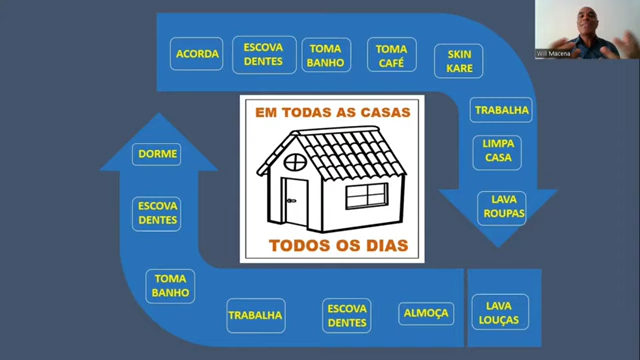 ACORDA
ESCOVA
DENTES
TOMA
BANHO
TOMA
CAFÉ
SKIN
KARE
TRABALHA
LIMPA
CASA
LAVA
ROUPAS
LAVA
LOUÇAS
ALMOÇA
ESCOVA
DENTES
TRABALHA
TOMA
BANHO
ESCOVA
DENTES
DORME
EM TODAS AS CASAS
TODOS OS DIAS
Will Macena